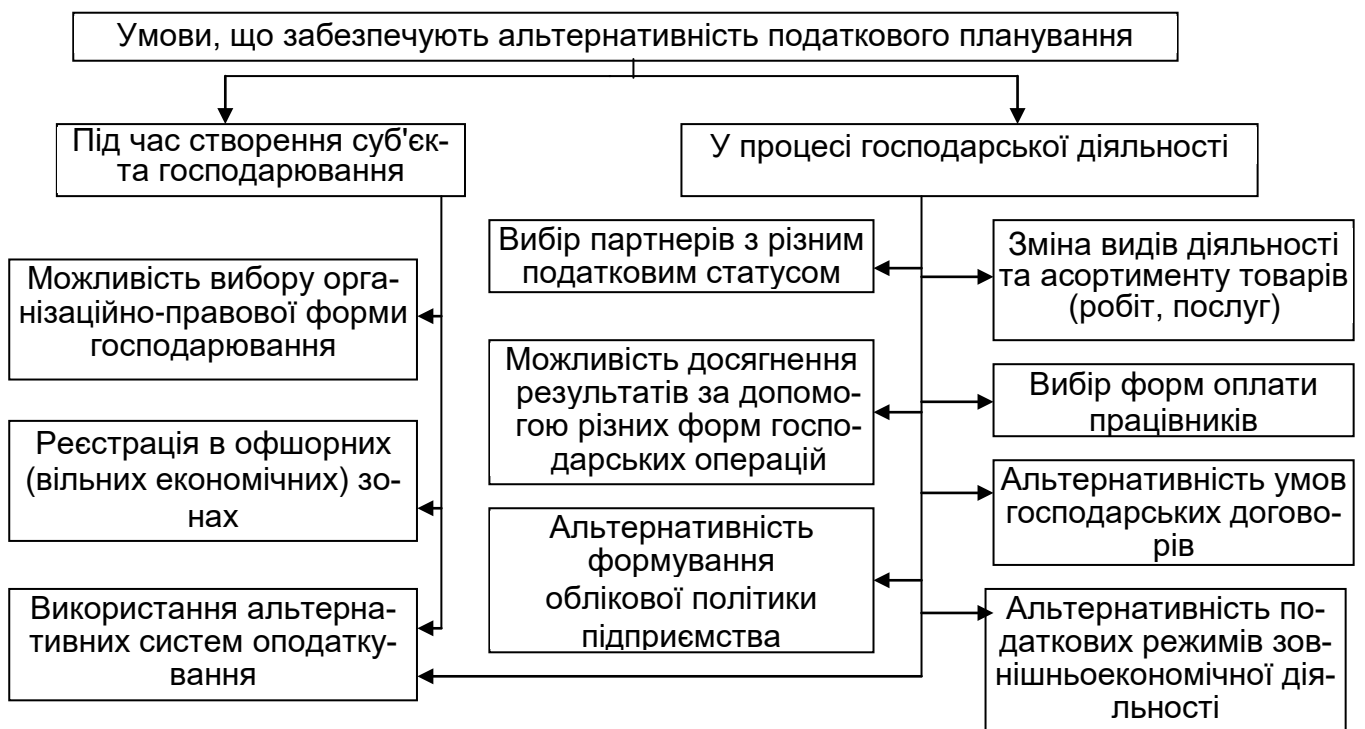 Умови, що забезпечують альтернативність податкового планування
Під час створення суб'єк-
та господарювання
У процесі господарської діяльності
Можливість вибору орга-
нізаційно-правової форми
господарювання
Реєстрація в офшорних
(вільних економічних) зо-
нах
Використання альтерна-
тивних систем оподатку-
вання
Вибір партнерів з різним
податковим статусом
Можливість досягнення
результатів за допомо-
гою різних форм госпо-
дарських операцій
Альтернативність
формування
облікової політики
підприємства
Зміна видів діяльності
та асортименту товарів
(робіт, послуг)
Вибір форм оплати
працівників
Альтернативність умов
господарських догово-
рів
Альтернативність по-
даткових режимів зов-
нішньоекономічної дія-
льності